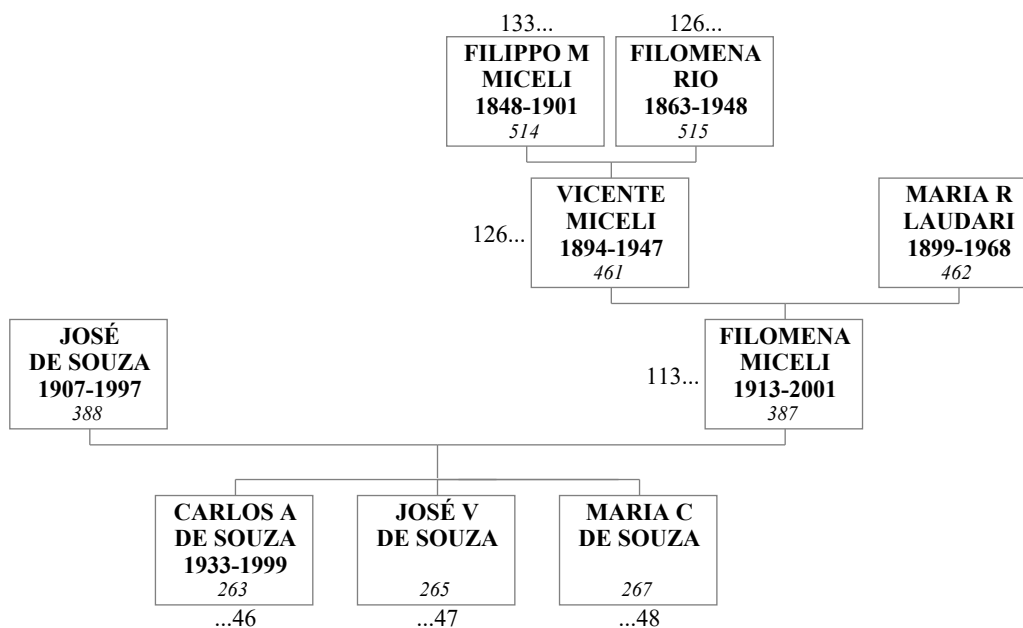 133...
FILIPPO M
MICELI
1848-1901
514
126...
FILOMENA
RIO
1863-1948
515
126...
VICENTE
MICELI
1894-1947
461
MARIA R
LAUDARI
1899-1968
462
JOSÉ
DE SOUZA
1907-1997
388
113...
FILOMENA
MICELI
1913-2001
387
CARLOS A
DE SOUZA
1933-1999
263
...46
JOSÉ V
DE SOUZA
265
...47
MARIA C
DE SOUZA
267
...48